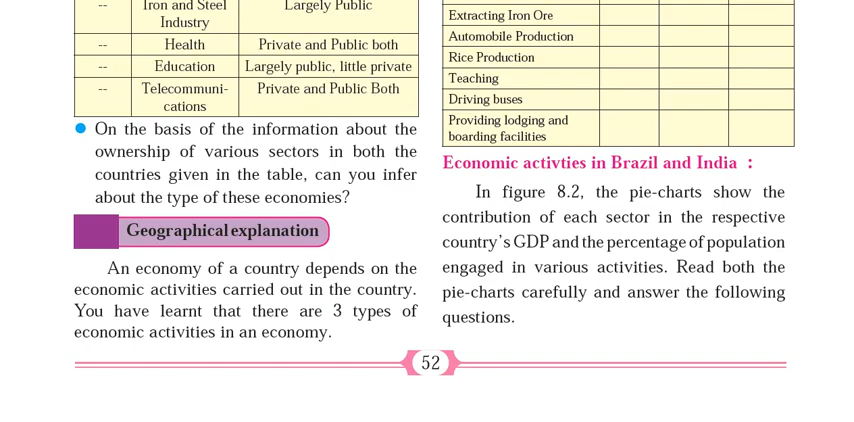 -- Iron and Steel Largely Public
Industry
-- Health Private and Public both
-- Education Largely public, little private
-- Telecommuni- Private and Public Both
cations
On the basis of the information about the
ownership of various sectors in both the
countries given in the table, can you infer
about the type of these economies?
Geographical explanation
An economy of a country depends on the
economic activities carried out in the country.
You have learnt that there are 3 types of
economic activities in an economy.
Extracting Iron Ore
Automobile Production
Rice Production
Teaching
Driving buses
Providing lodging and
boarding facilities
Economic activties in Brazil and India :
In figure 8.2, the pie-charts show the
contribution of each sector in the respective
country's GDP and the percentage of population
engaged in various activities. Read both the
pie-charts carefully and answer the following
questions.
52